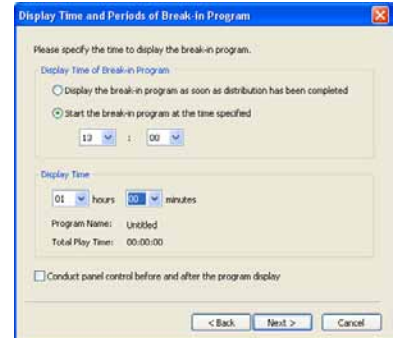 Display Time and Periods of Break-in Program
Please specify the time to display the break-in program.
Display Time of Break-in Program
Display the break-in program as soon as distribution has been completed
Start the break-in program at the time specified
13 : 00
Display Time
01 hours 00 minutes
Program Name: Untitled
Total Play Time: 00:00:00
Conduct panel control before and after the program display
< Back Next > Cancel